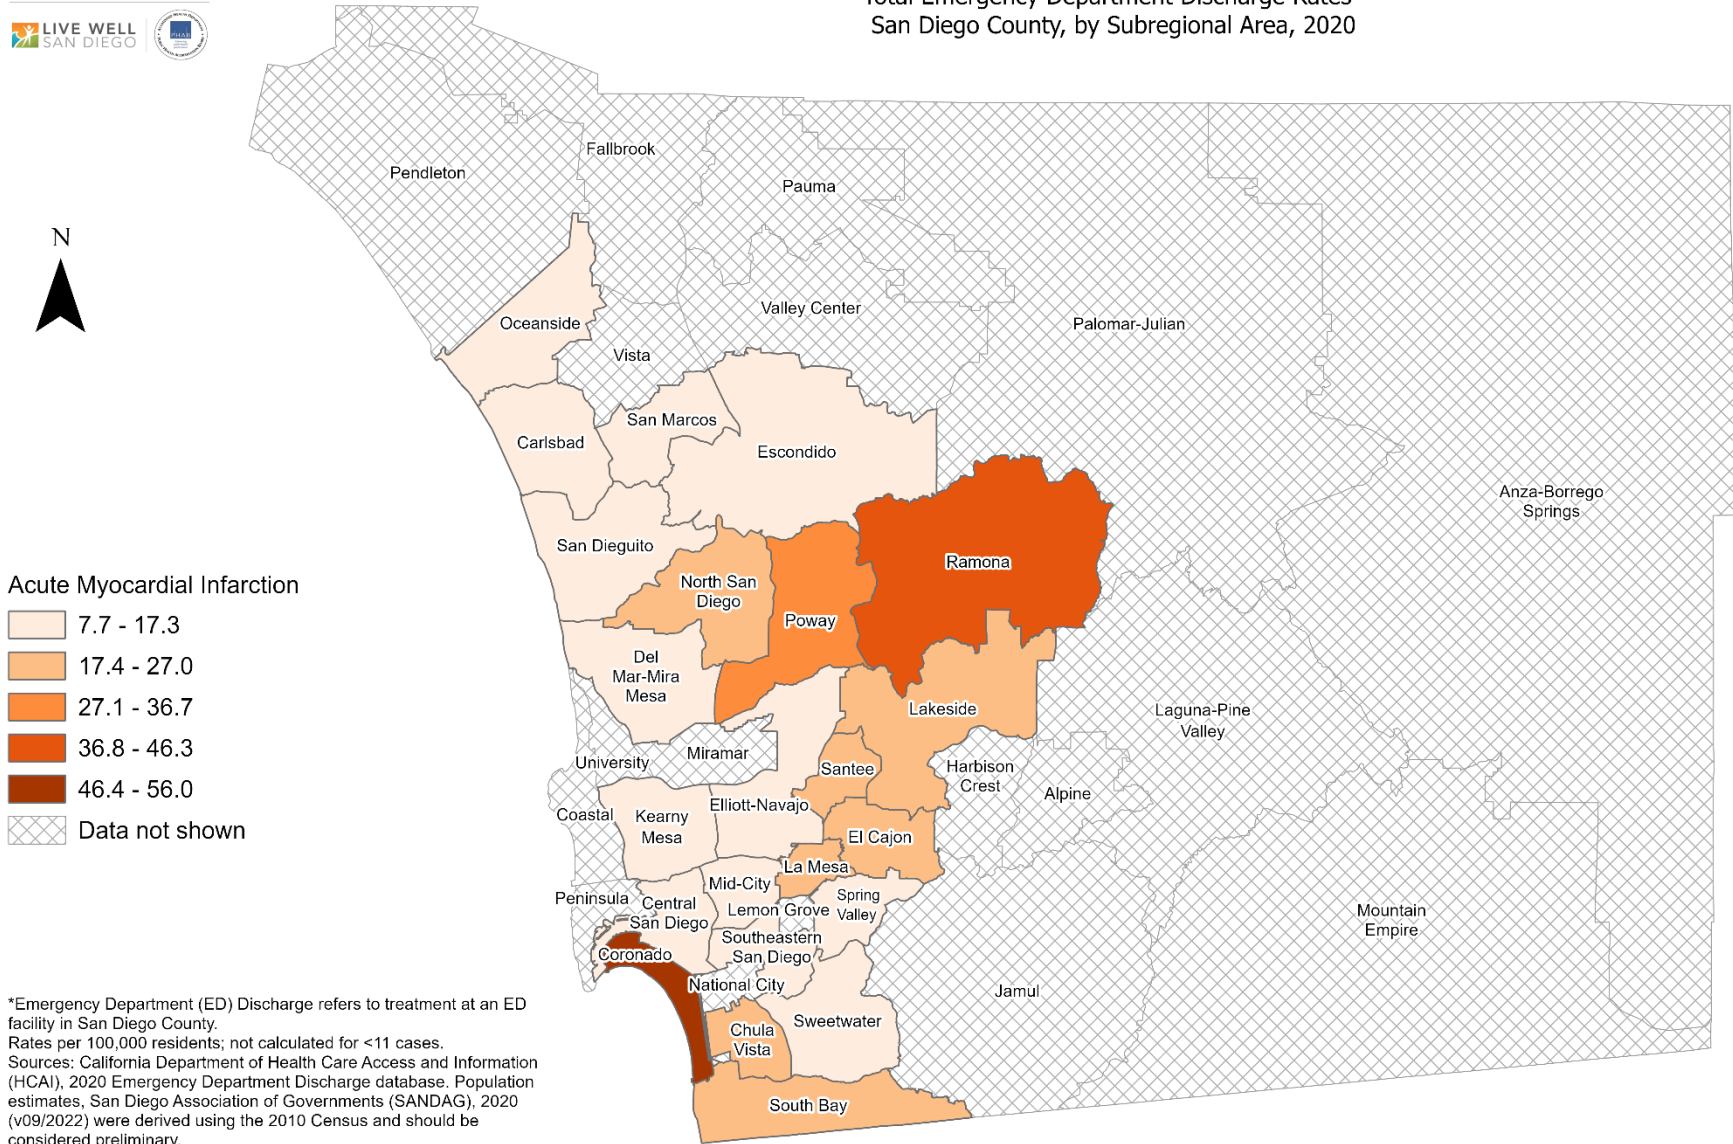 LIVE WELL
SAN DIEGO
PHAB
Total Emergency Department Discharge Rates
San Diego County, by Subregional Area, 2020
Fallbrook
Pendleton
Pauma
N
Valley Center
Oceanside
Palomar-Julian
Vista
San Marcos
Carlsbad
Escondido
Anza-Borrego
Springs
San Dieguito
Ramona
North San
Diego
Poway
Del
Mar-Mira
Mesa
Lakeside
Laguna-Pine
Valley
Miramar
University
Santee
Harbison
Crest
Alpine
Elliott-Navajo
Coastal
Kearny
Mesa
El Cajon
La Mesa
Mid-City
Peninsula
Central
San Diego
Lemon Grove
Spring
Valley
Mountain
Empire
Southeastern
San Diego
Coronado
National City
Jamul
Sweetwater
Chula
Vista
South Bay
Acute Myocardial Infarction
7.7 - 17.3
17.4 - 27.0
27.1 - 36.7
36.8 - 46.3
46.4 - 56.0
Data not shown
*Emergency Department (ED) Discharge refers to treatment at an ED
facility in San Diego County.
Rates per 100,000 residents; not calculated for <11 cases.
Sources: California Department of Health Care Access and Information
(HCAI), 2020 Emergency Department Discharge database. Population
estimates, San Diego Association of Governments (SANDAG), 2020
(v09/2022) were derived using the 2010 Census and should be
considered preliminary.